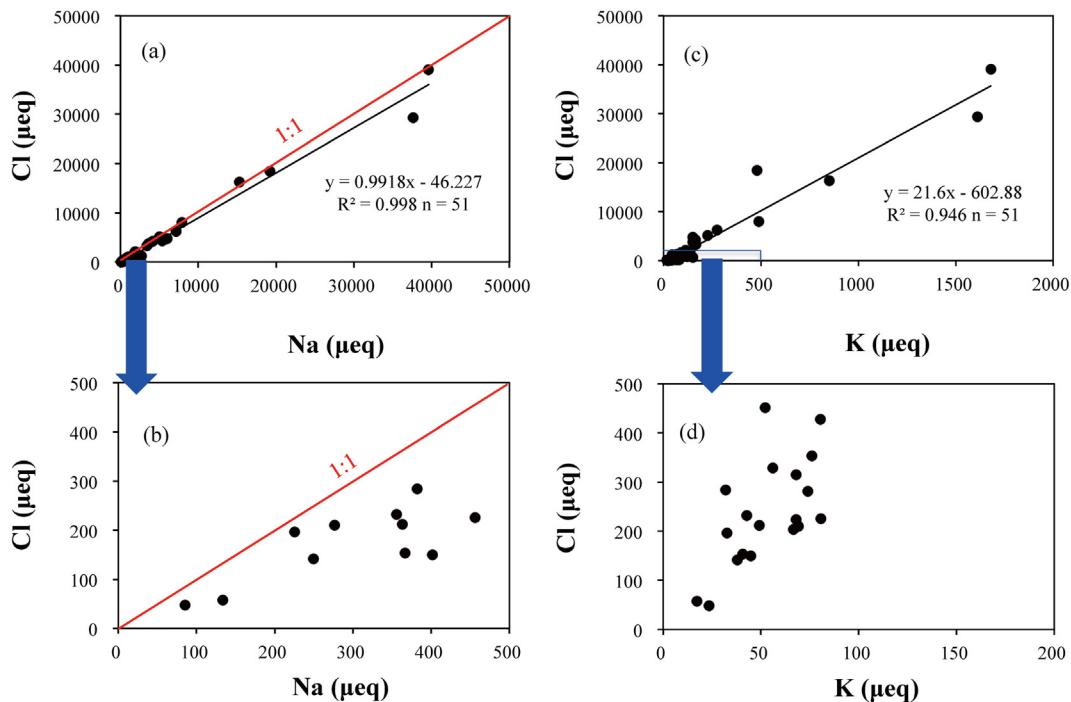 50000
40000
30000
20000
10000
0
Cl (µeq)
(a)
1:1
y = 0.9918x - 46.227
R² = 0.998 n = 51
0 10000 20000 30000 40000 50000
Na (µeq)
50000
40000
30000
20000
10000
0
Cl (µeq)
(c)
y = 21.6x - 602.88
R² = 0.946 n = 51
0 500 1000 1500 2000
K (µeq)
500
400
300
200
100
0
Cl (µeq)
(b)
1:1
0 100 200 300 400 500
Na (µeq)
500
400
300
200
100
0
Cl (µeq)
(d)
0 50 100 150 200
K (µeq)